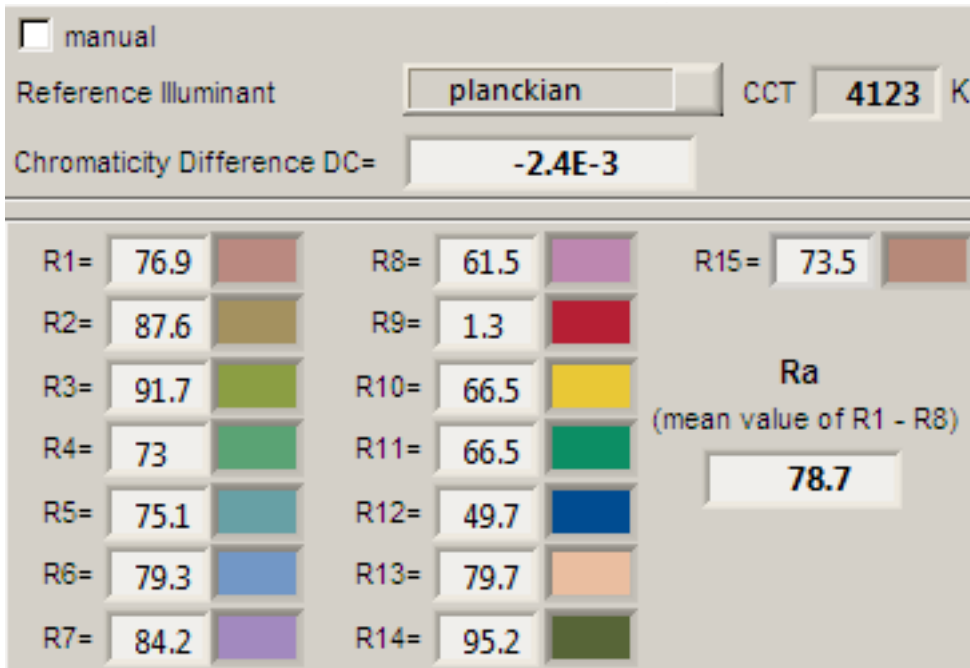 manual
Reference Illuminant planckian CCT 4123 K
Chromaticity Difference DC= -2.4E-3
R1= 76.9 R8= 61.5 R15= 73.5
R2= 87.6 R9= 1.3
R3= 91.7 R10= 66.5 Ra
(mean value of R1 - R8)
R4= 73 R11= 66.5
78.7
R5= 75.1 R12= 49.7
R6= 79.3 R13= 79.7
R7= 84.2 R14= 95.2